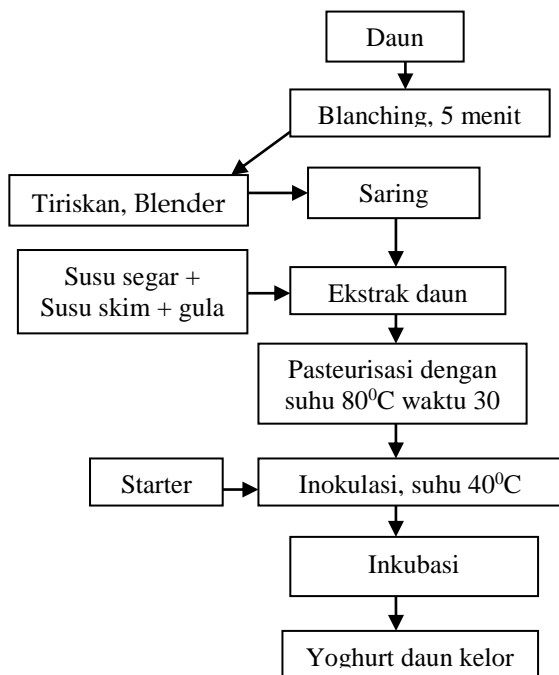 Daun
Blanching, 5 menit
Tiriskan, Blender
Saring
Susu segar +
Susu skim + gula
Ekstrak daun
Pasteurisasi dengan
suhu 80⁰C waktu 30
Starter
Inokulasi, suhu 40⁰C
Inkubasi
Yoghurt daun kelor